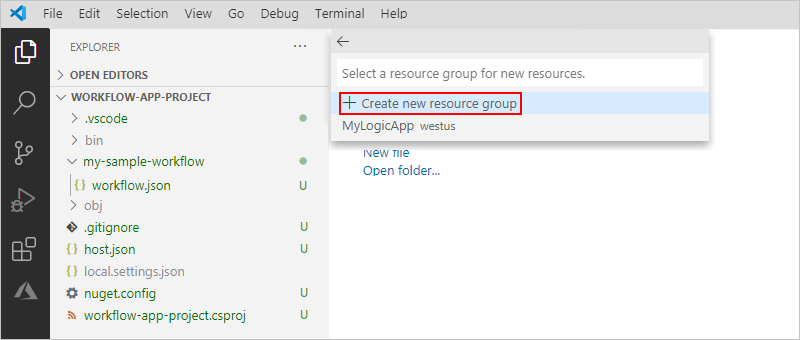 File Edit Selection View Go Debug Terminal Help
EXPLORER
OPEN EDITORS
WORKFLOW-APP-PROJECT
.vscode
bin
my-sample-workflow
{} workflow.json U
obj
.gitignore U
{} host.json U
{} local.settings.json
nuget.config U
workflow-app-project.csproj U
Select a resource group for new resources.
+ Create new resource group
MyLogicApp westus
New file
Open folder...